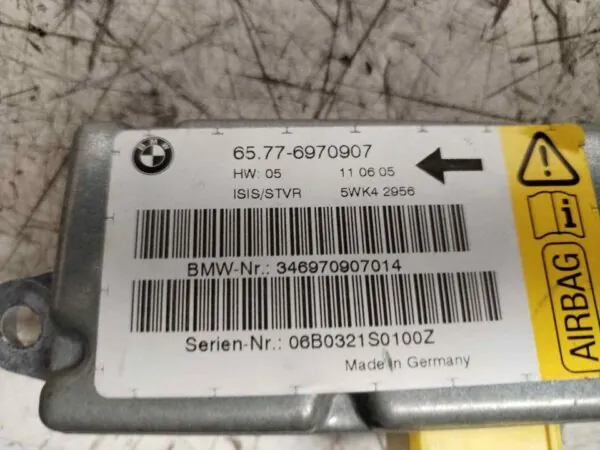 BMW
65.77-6970907
HW: 05 11 06 05
ISIS/STVR 5WK4 2956
BMW-Nr.: 346970907014
Serien-Nr.: 06B0321S0100Z
Made in Germany
! i AIRBAG